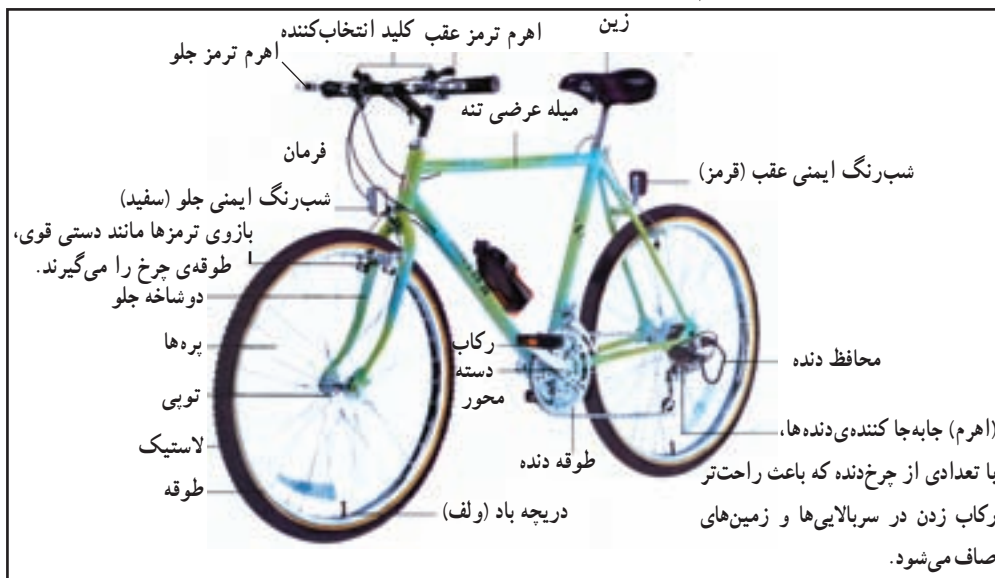 زین
اهرم ترمز عقب
کلید انتخاب‌کننده
اهرم ترمز جلو
میله عرضی تنه
فرمان
شب‌رنگ ایمنی عقب (قرمز)
شب‌رنگ ایمنی جلو (سفید)
بازوی ترمزها مانند دستی قوی،
طوقه‌ی چرخ را می‌گیرند.
دوشاخه جلو
پره‌ها
رکاب
دسته
محور
محافظ دنده
توپی
لاستیک
طوقه
طوقه دنده
دریچه باد (ولف)
(اهرم) جابه‌جا کننده‌ی دنده‌ها،
با تعدادی از چرخ‌دنده که باعث راحت‌تر
رکاب زدن در سربالایی‌ها و زمین‌های
صاف می‌شود.